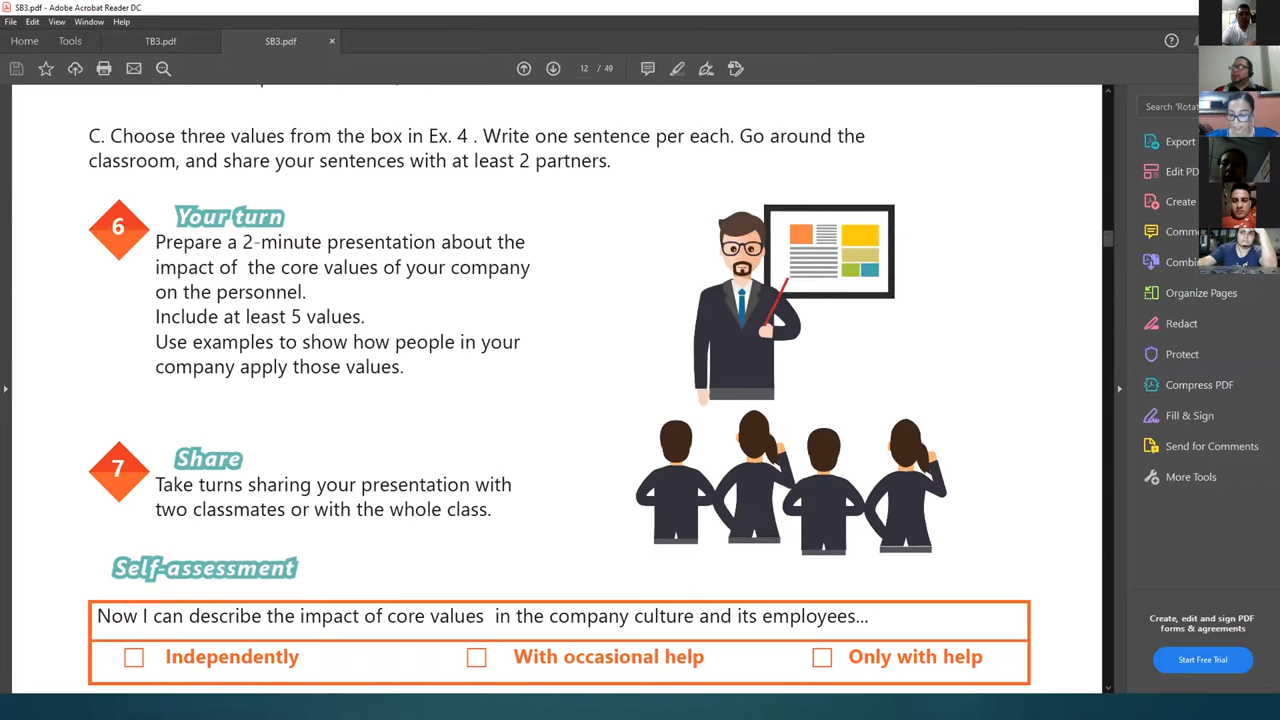 SB3.pdf - Adobe Acrobat Reader DC
File Edit View Window Help
Home Tools TB3.pdf SB3.pdf ×
12 / 49
C. Choose three values from the box in Ex. 4 . Write one sentence per each. Go around the
classroom, and share your sentences with at least 2 partners.
6 Your turn
Prepare a 2-minute presentation about the
impact of the core values of your company
on the personnel.
Include at least 5 values.
Use examples to show how people in your
company apply those values.
7 Share
Take turns sharing your presentation with
two classmates or with the whole class.
Self-assessment
Now I can describe the impact of core values in the company culture and its employees...
Independently With occasional help Only with help
Search 'Rota
Export
Edit PD
Create
Comm
Combin
Organize Pages
Redact
Protect
Compress PDF
Fill & Sign
Send for Comments
More Tools
Create, edit and sign PDF
forms & agreements
Start Free Trial